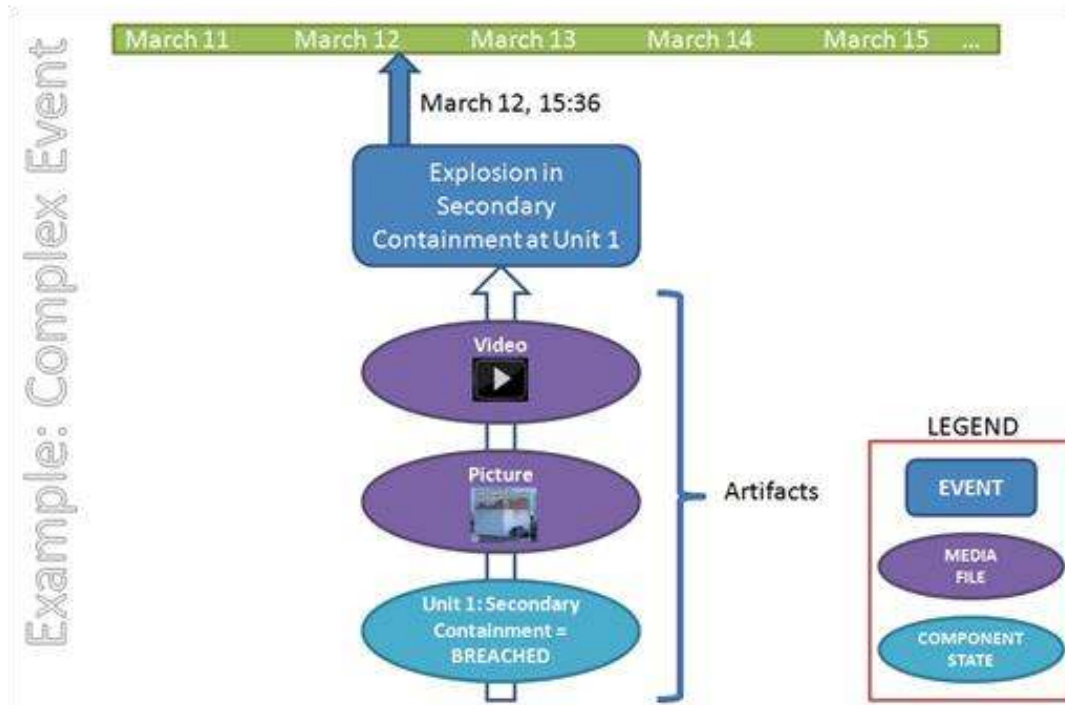 Example: Complex Event
March 11 March 12 March 13 March 14 March 15 ...
March 12, 15:36
Explosion in
Secondary
Containment at Unit 1
Video
Picture
Unit 1: Secondary
Containment =
BREACHED
Artifacts
LEGEND
EVENT
MEDIA
FILE
COMPONENT
STATE